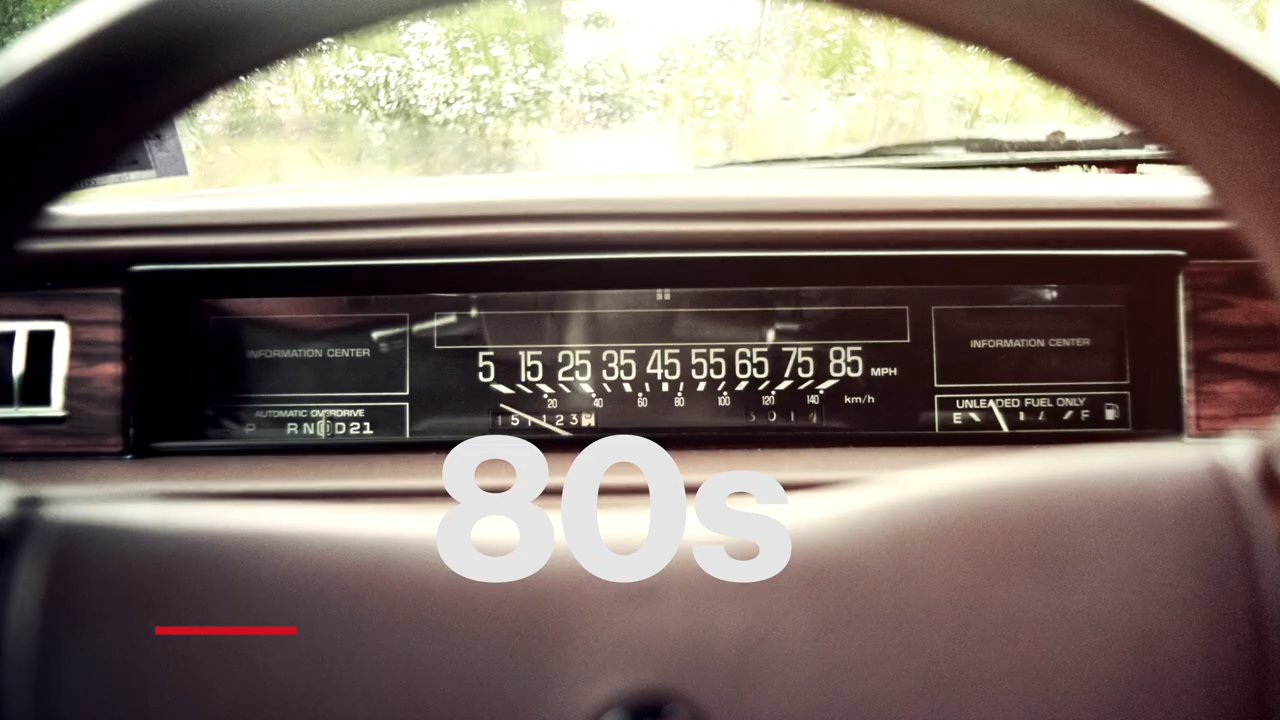 INFORMATION CENTER
INFORMATION CENTER
5 15 25 35 45 55 65 75 85 MPH
20 40 60 80 100 120 140 km/h
AUTOMATIC OVERDRIVE
P R N D 2 1
UNLEADED FUEL ONLY
E F
80s